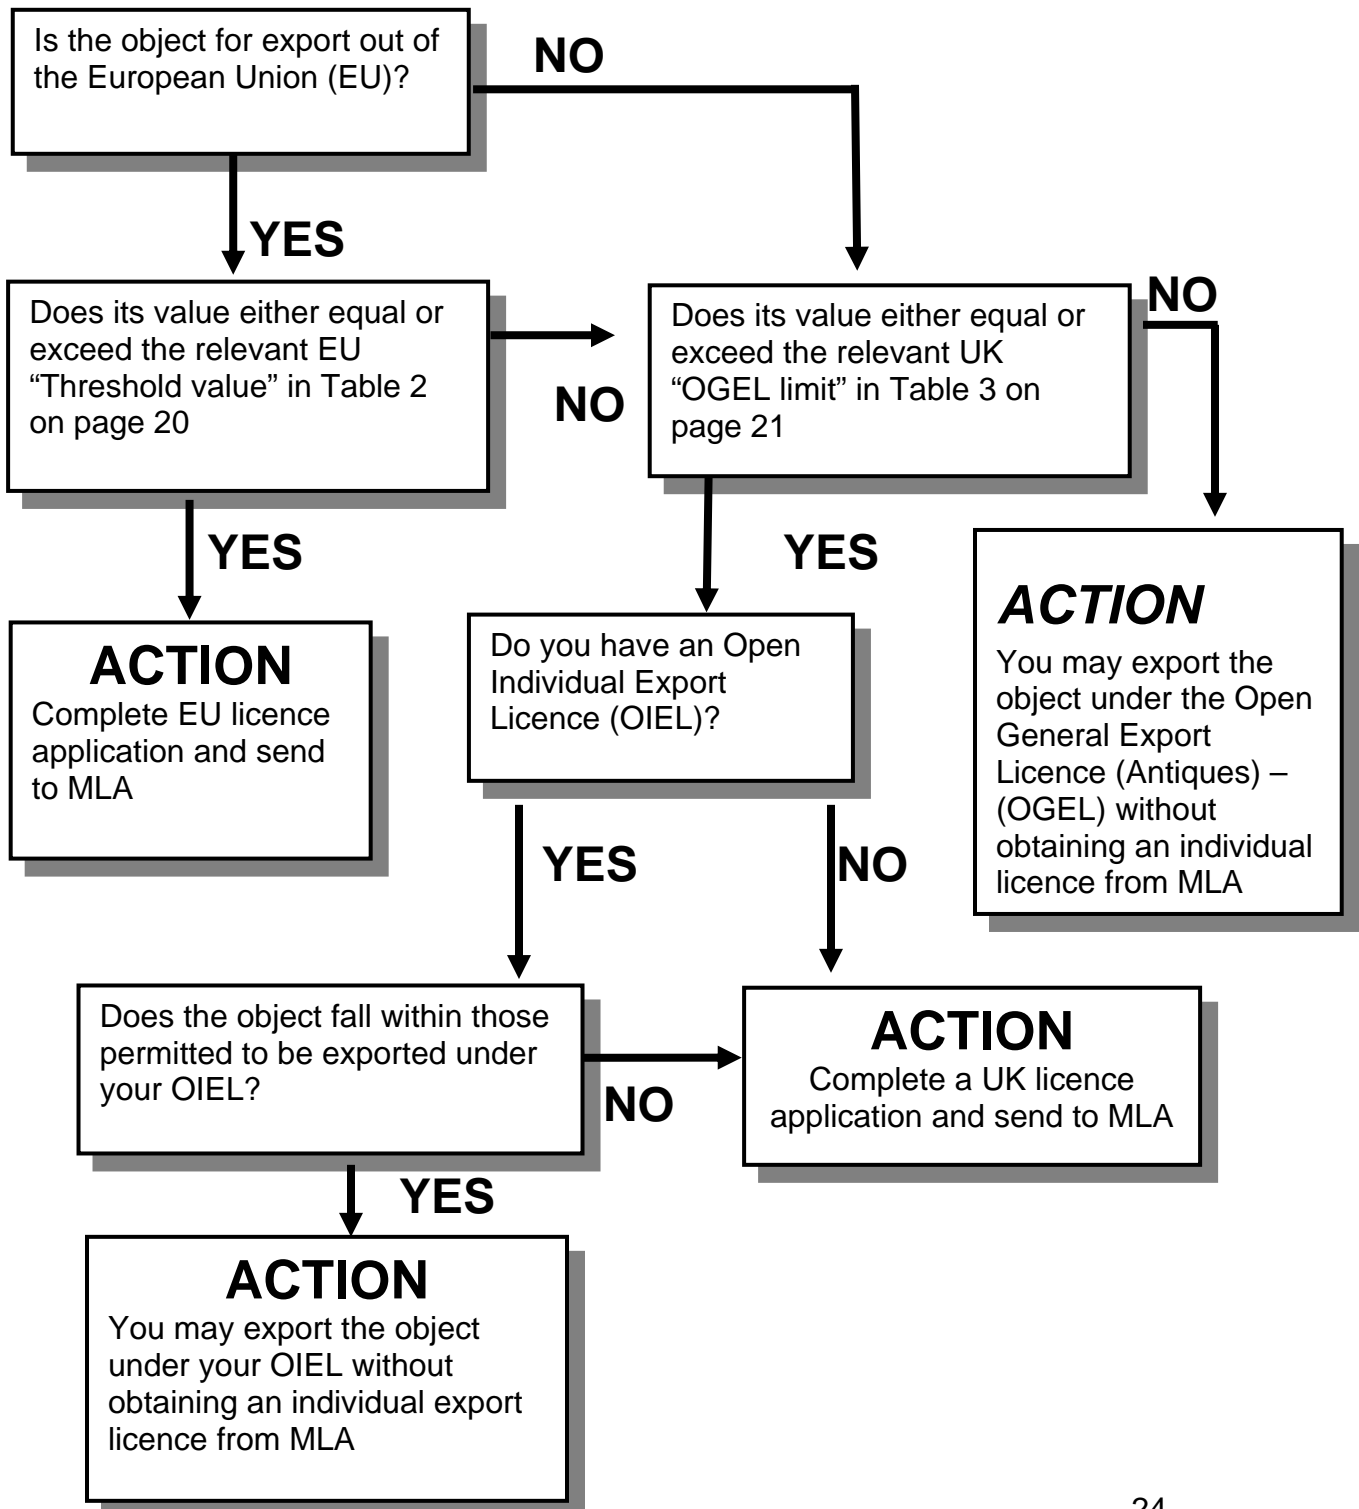 Is the object for export out of
the European Union (EU)?
NO
YES
Does its value either equal or
exceed the relevant EU
“Threshold value” in Table 2
on page 20
NO
Does its value either equal or
exceed the relevant UK
“OGEL limit” in Table 3 on
page 21
NO
YES
ACTION
Complete EU licence
application and send
to MLA
YES
Do you have an Open
Individual Export
Licence (OIEL)?
ACTION
You may export the
object under the Open
General Export
Licence (Antiques) –
(OGEL) without
obtaining an individual
licence from MLA
YES
NO
Does the object fall within those
permitted to be exported under
your OIEL?
NO
ACTION
Complete a UK licence
application and send to MLA
YES
ACTION
You may export the object
under your OIEL without
obtaining an individual export
licence from MLA
24